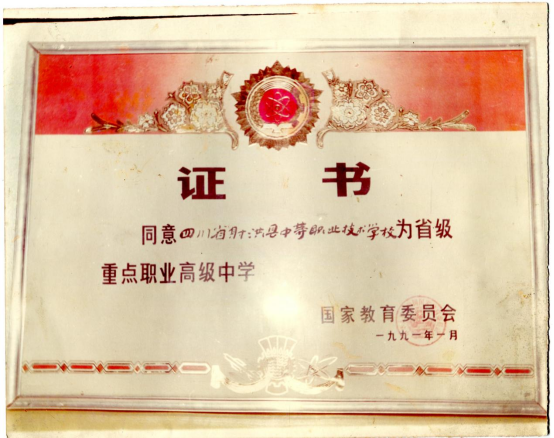 证 书
同意四川省射洪县中等职业技术学校为省级
重点职业高级中学
国家教育委员会
一九九一年一月